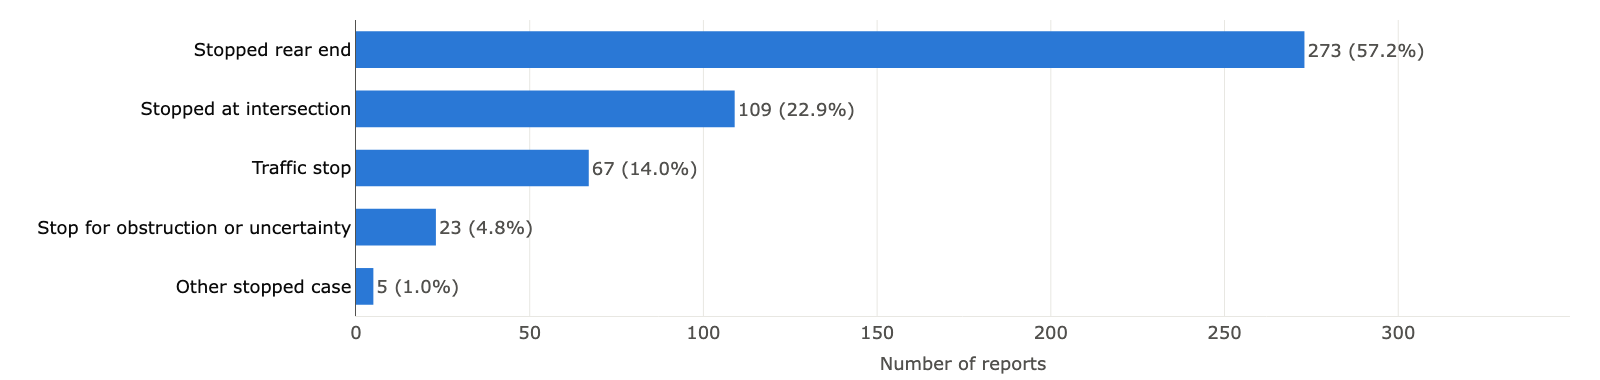 Stopped rear end 273 (57.2%)
Stopped at intersection 109 (22.9%)
Traffic stop 67 (14.0%)
Stop for obstruction or uncertainty 23 (4.8%)
Other stopped case 5 (1.0%)
0 50 100 150 200 250 300
Number of reports